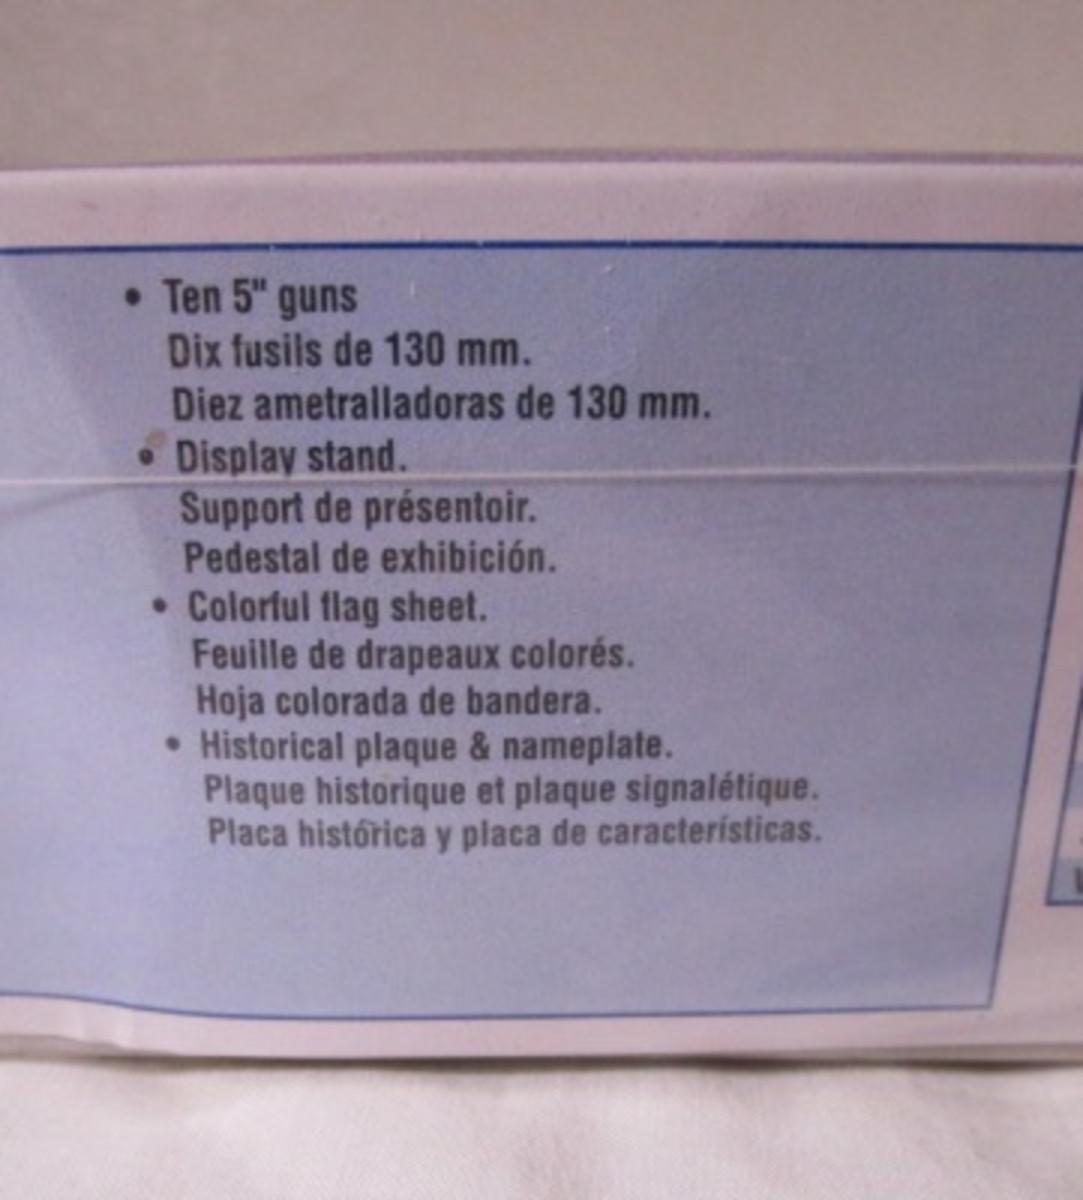 • Ten 5" guns
Dix fusils de 130 mm.
Diez ametralladoras de 130 mm.
• Display stand.
Support de présentoir.
Pedestal de exhibición.
• Colorful flag sheet.
Feuille de drapeaux colorés.
Hoja colorada de bandera.
• Historical plaque & nameplate.
Plaque historique et plaque signalétique.
Placa histórica y placa de características.